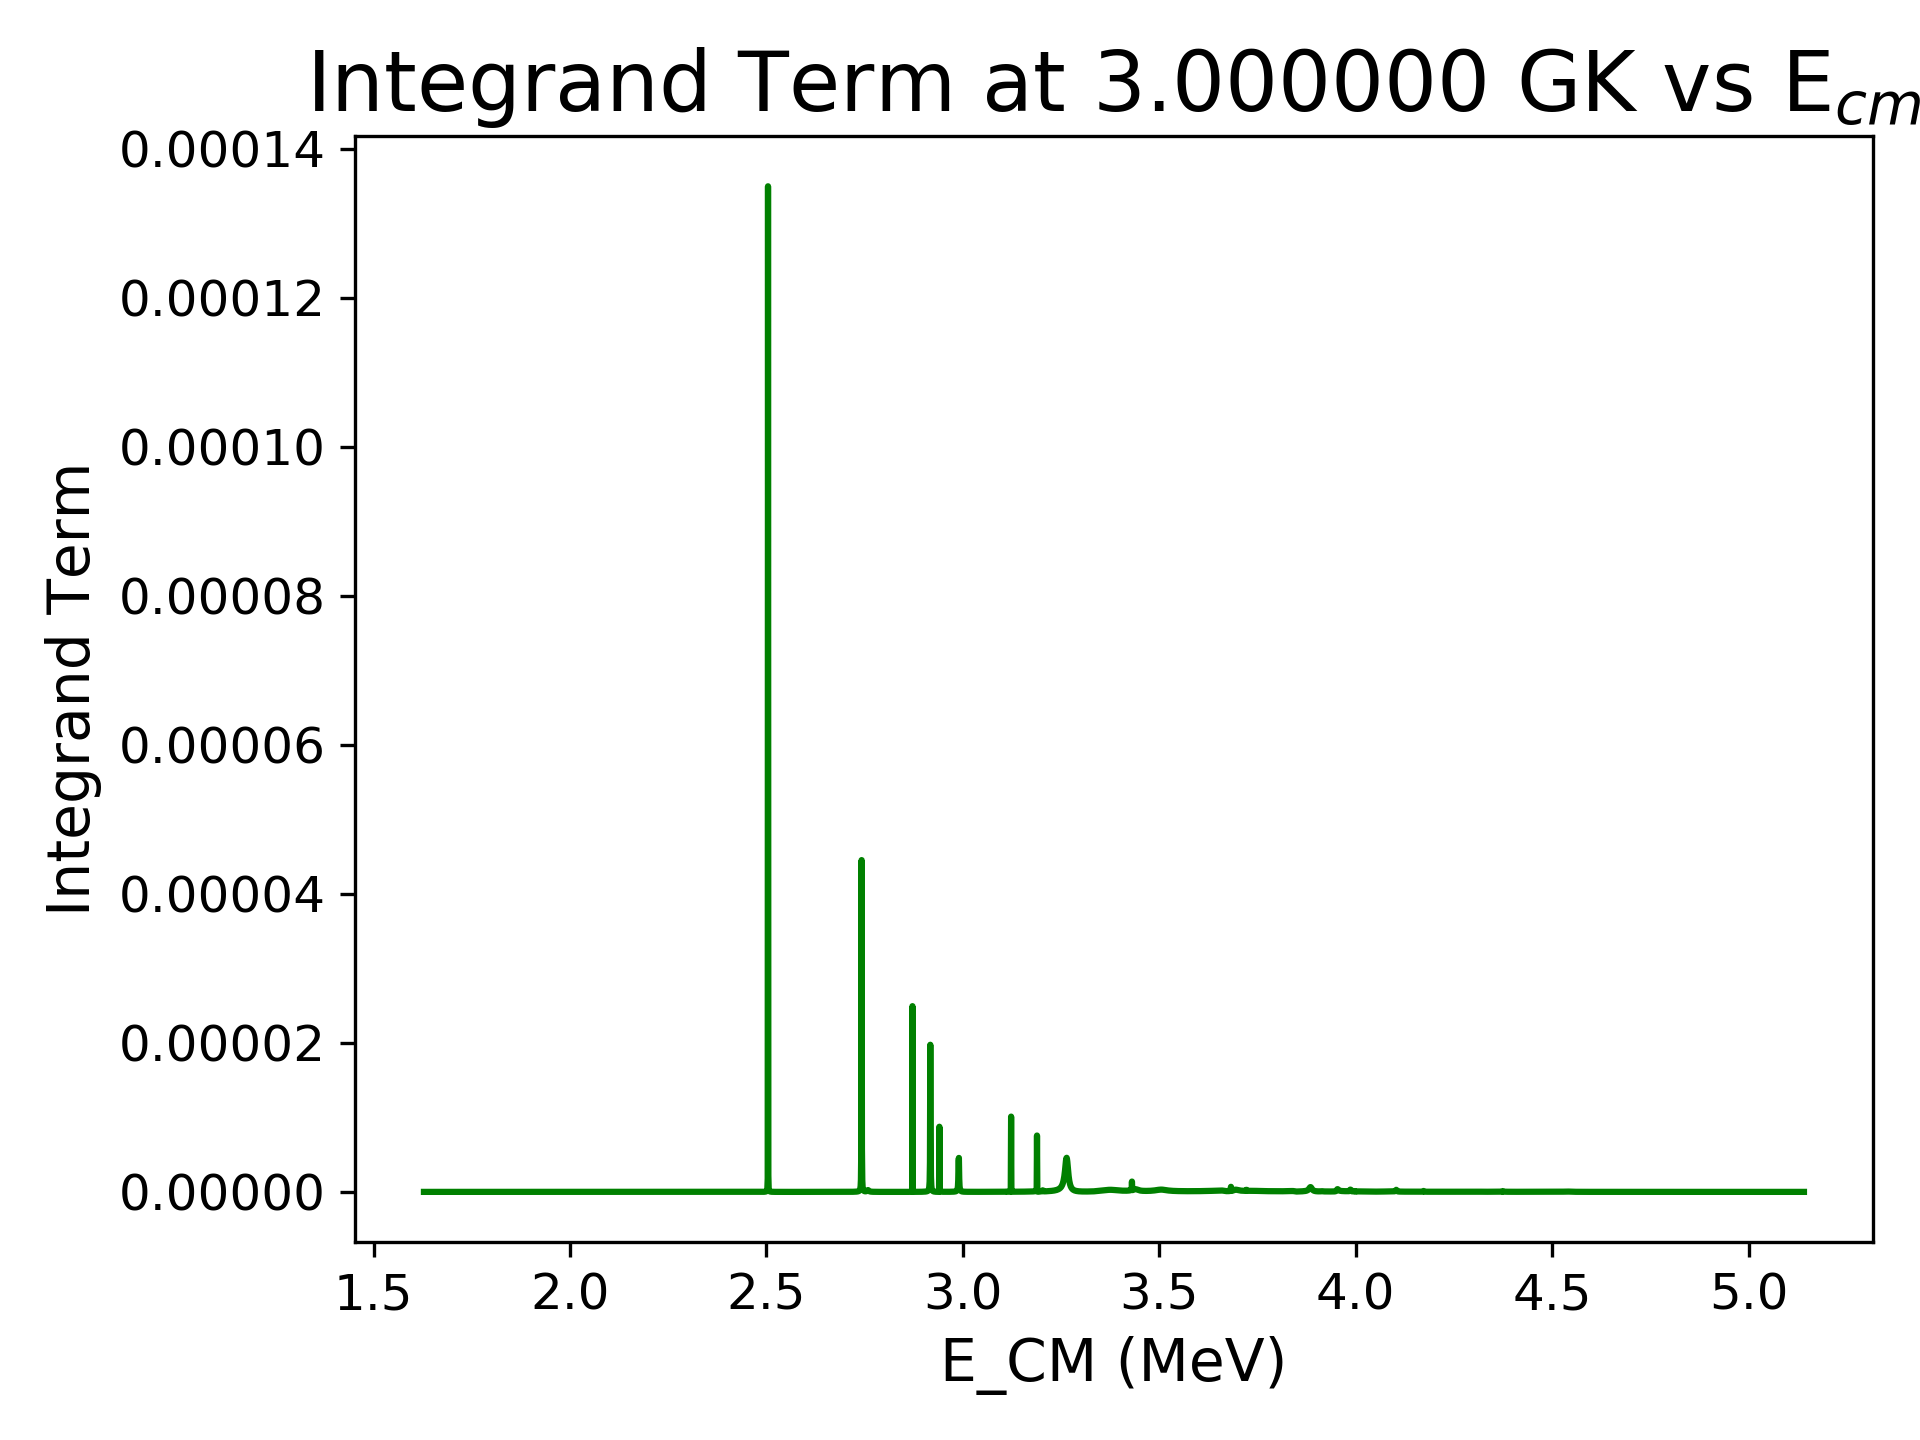 Integrand Term at 3.000000 GK vs E_cm
0.00014
0.00012
0.00010
0.00008
0.00006
0.00004
0.00002
0.00000
Integrand Term
1.5 2.0 2.5 3.0 3.5 4.0 4.5 5.0
E_CM (MeV)